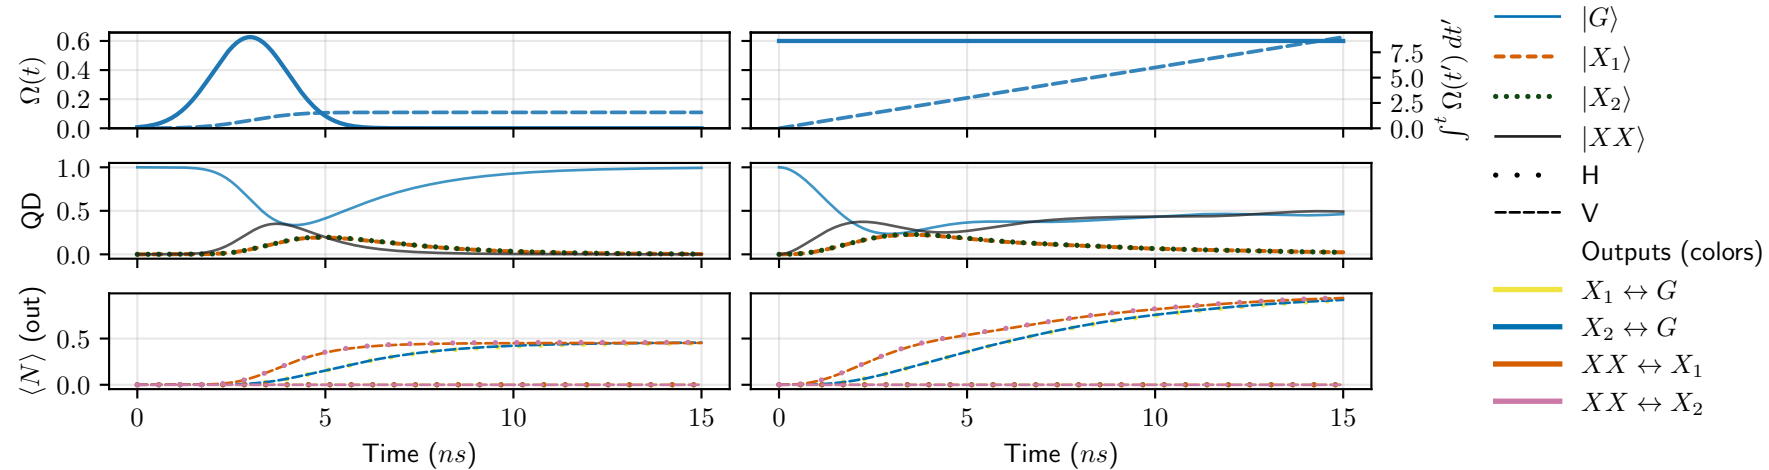 Ω(t)
0.6
0.4
0.2
0.0
7.5
5.0
2.5
0.0
∫ᵗ Ω(t′) dt′
QD
1.0
0.5
0.0
⟨N⟩ (out)
0.5
0.0
0 5 10 15
0 5 10 15
Time (ns)
Time (ns)
|G⟩
|X₁⟩
|X₂⟩
|XX⟩
H
V
Outputs (colors)
X₁ ↔ G
X₂ ↔ G
XX ↔ X₁
XX ↔ X₂